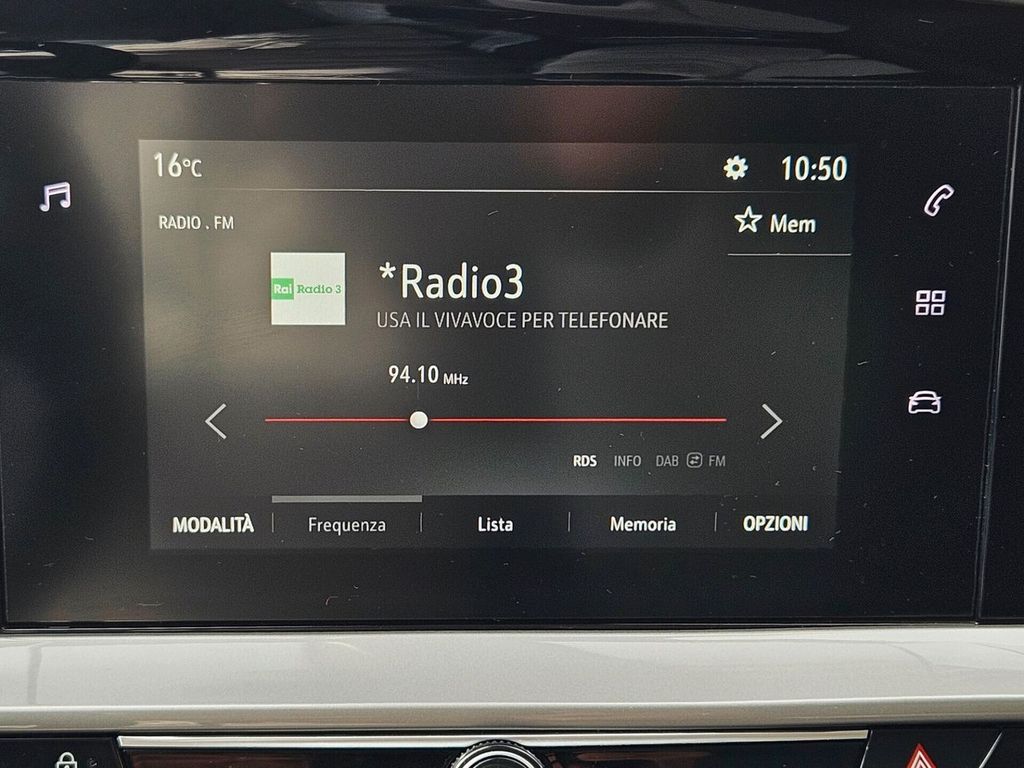 16°C 10:50
RADIO . FM Mem
Rai Radio 3
*Radio3
USA IL VIVAVOCE PER TELEFONARE
94.10 MHz
RDS INFO DAB FM
MODALITÀ Frequenza Lista Memoria OPZIONI